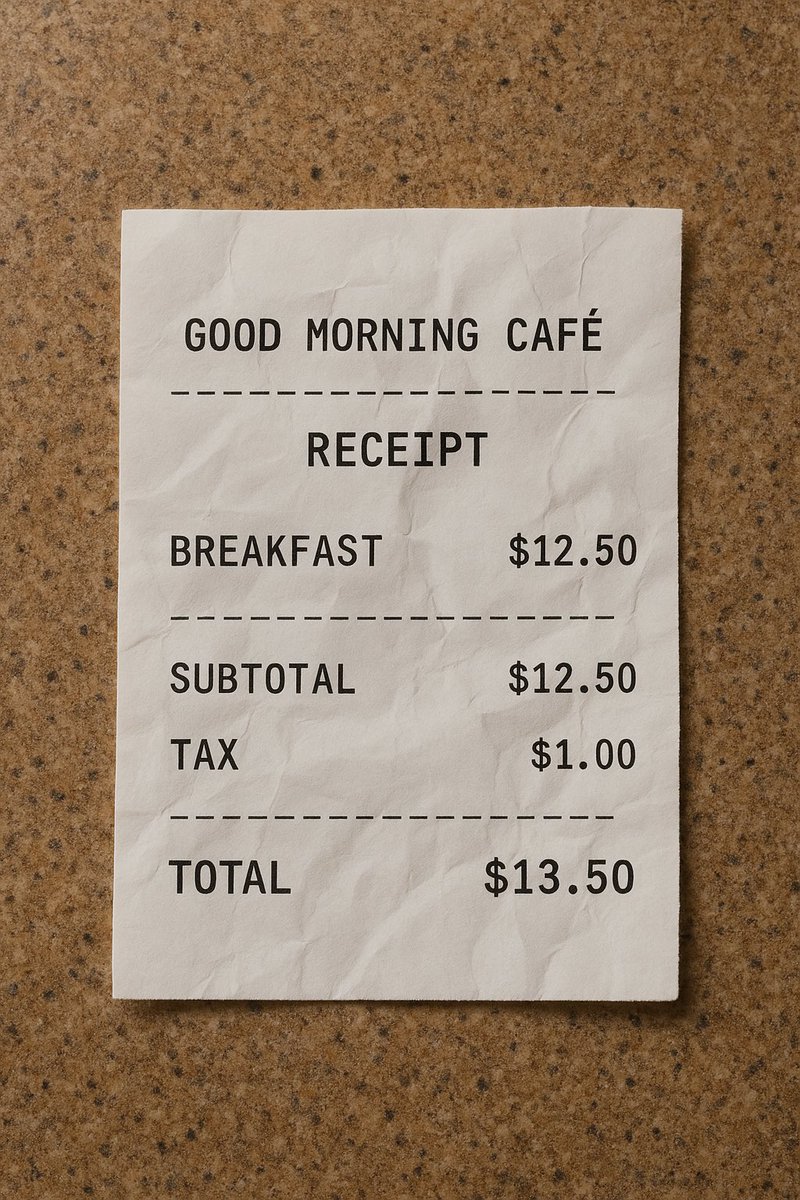 GOOD MORNING CAFÉ
-----------------
RECEIPT
BREAKFAST $12.50
-----------------
SUBTOTAL $12.50
TAX $1.00
-----------------
TOTAL $13.50